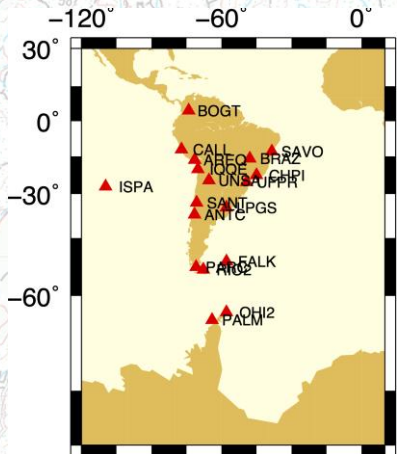 −120° −60° 0°
30°
0°
−30°
−60°
BOGT
CALL
SAVO
AREQ
BRAZ
IQQE
CHPI
UNSA
UFPR
ISPA
SANT
LPGS
ANTC
FALK
PARC
RIO2
OHI2
PALM